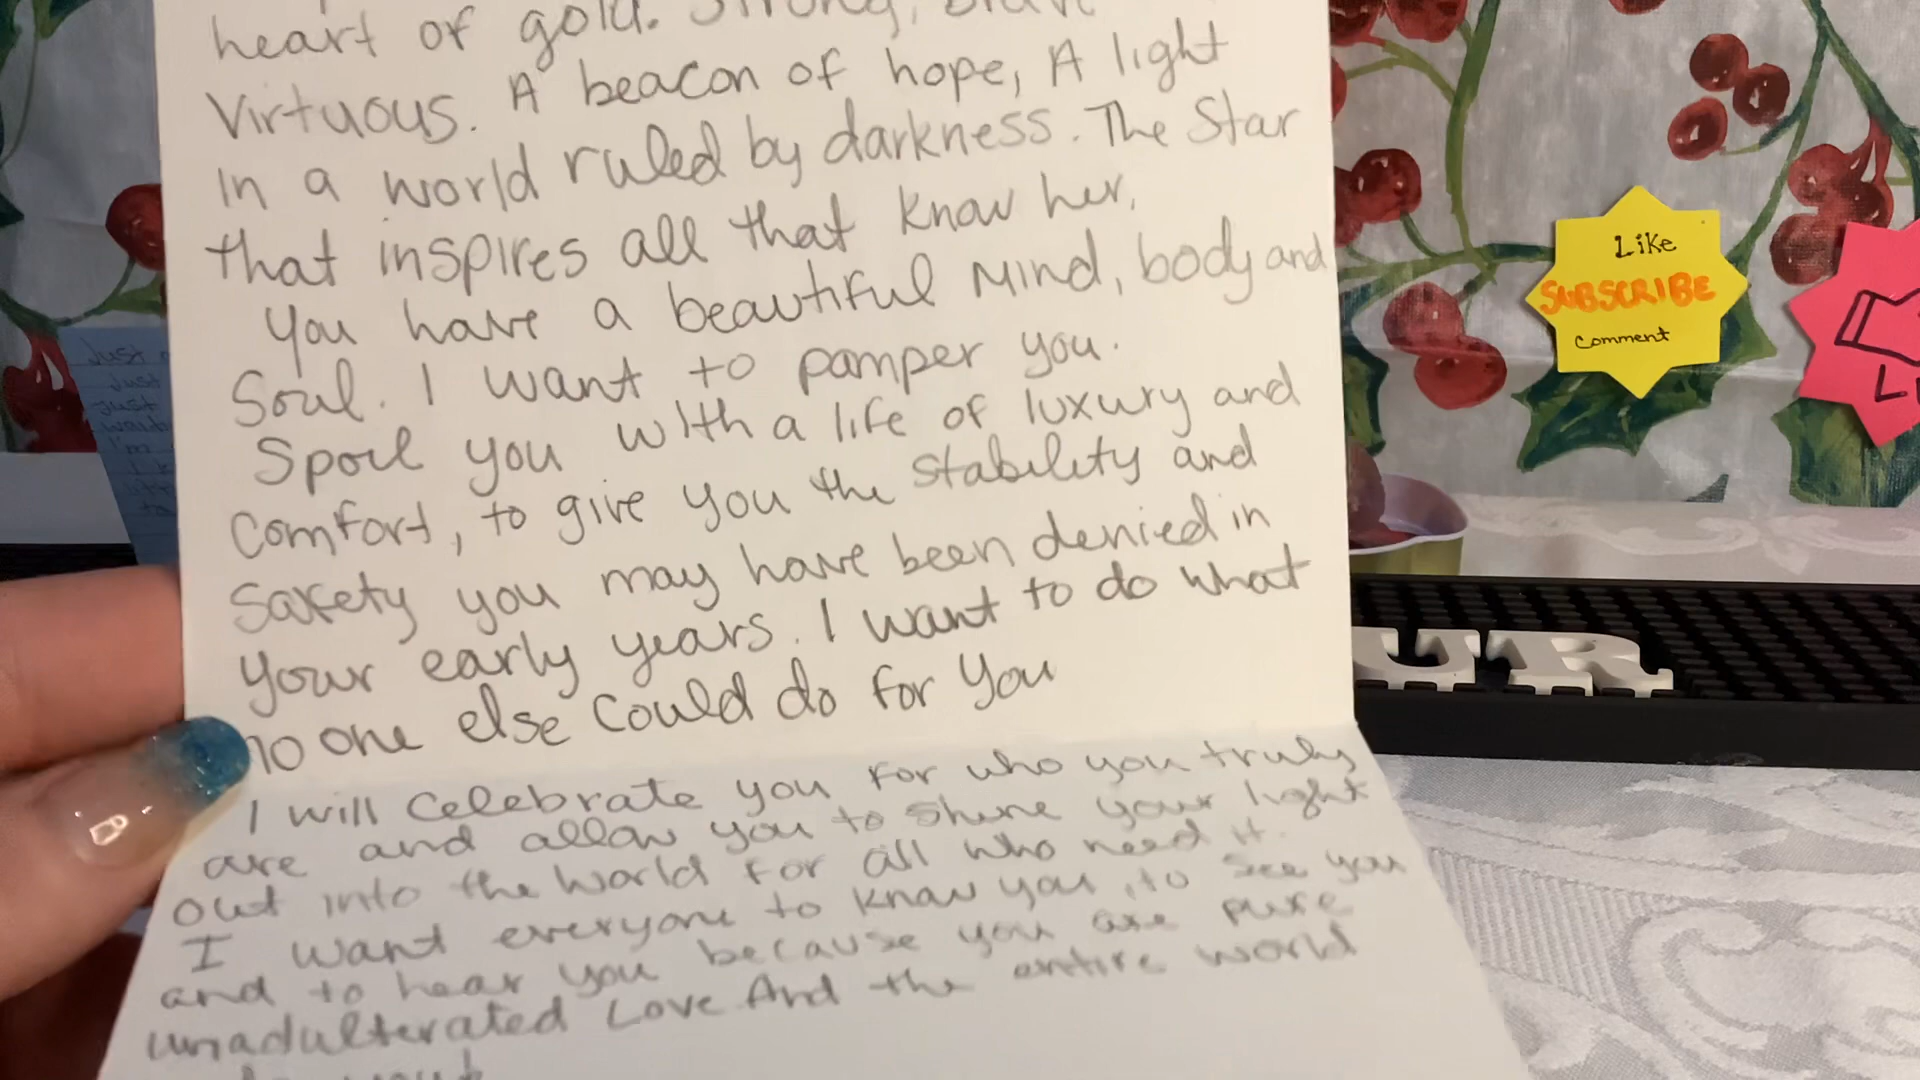 heart of gold. Strong, brave
Virtuous. A beacon of hope, A light
In a world ruled by darkness. The Star
that inspires all that know her.
You have a beautiful mind, body and
Soul. I want to pamper you.
Spoil you with a life of luxury and
Comfort, to give you the stability and
Safety you may have been denied in
your early years. I want to do what
no one else could do for you
I will celebrate you for who you truly
are and allow you to shine your light
out into the world for all who need it.
I want everyone to know you, to see you
and to hear you because you are pure
unadulterated Love And the entire world
Like
SUBSCRIBE
Comment
UR
Just
Just
Just